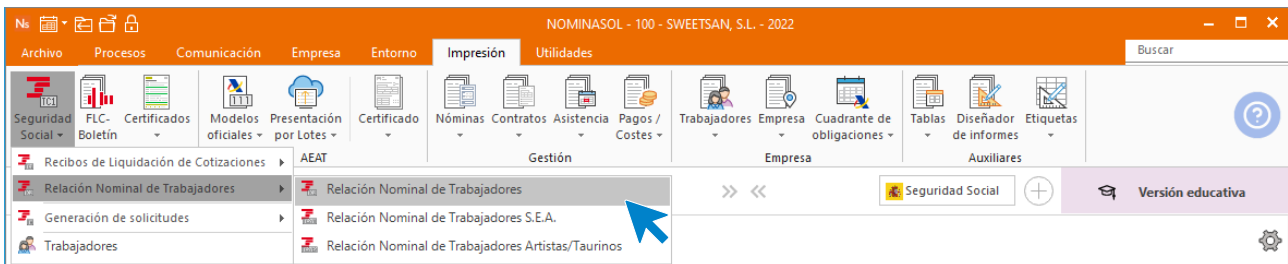 Ns NOMINASOL - 100 - SWEETSAN, S.L. - 2022
Archivo Procesos Comunicación Empresa Entorno Impresión Utilidades Buscar
TC1
Seguridad Social FLC- Boletín Certificados Modelos oficiales Presentación por Lotes Certificado Nóminas Contratos Asistencia Pagos / Costes Trabajadores Empresa Cuadrante de obligaciones Tablas Diseñador de informes Etiquetas
AEAT Gestión Empresa Auxiliares
Recibos de Liquidación de Cotizaciones
Relación Nominal de Trabajadores
Generación de solicitudes
Trabajadores
Relación Nominal de Trabajadores
Relación Nominal de Trabajadores S.E.A.
Relación Nominal de Trabajadores Artistas/Taurinos
Seguridad Social
Versión educativa